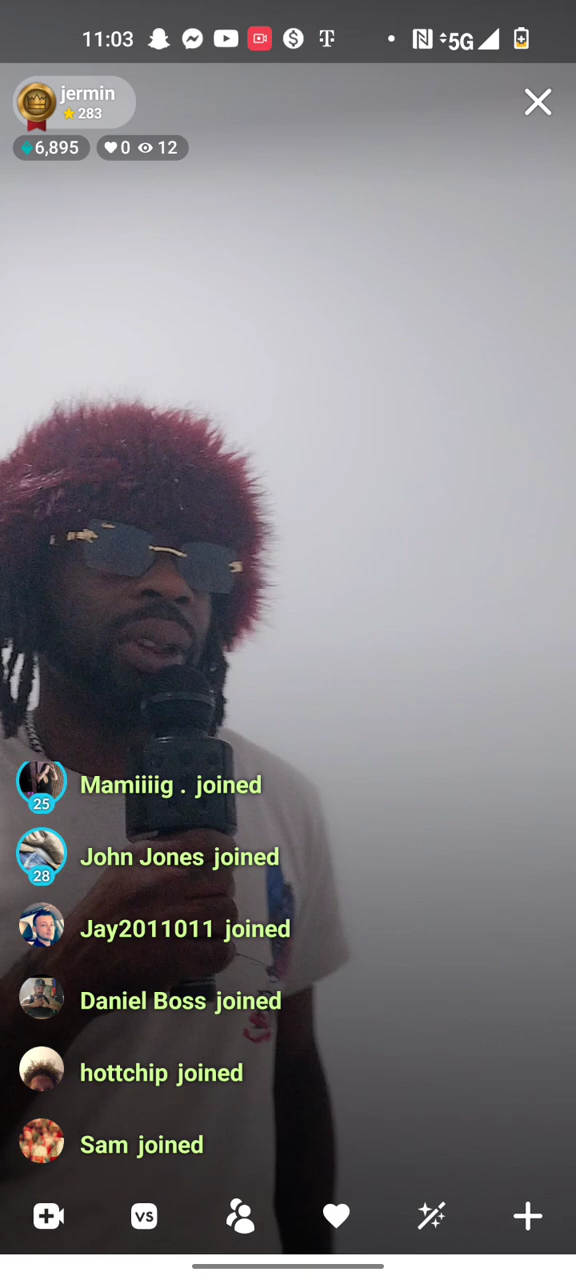 11:03
5G
jermin
283
6,895 0 12
Mamiiiig . joined
25
John Jones joined
28
Jay2011011 joined
Daniel Boss joined
hottchip joined
Sam joined
VS